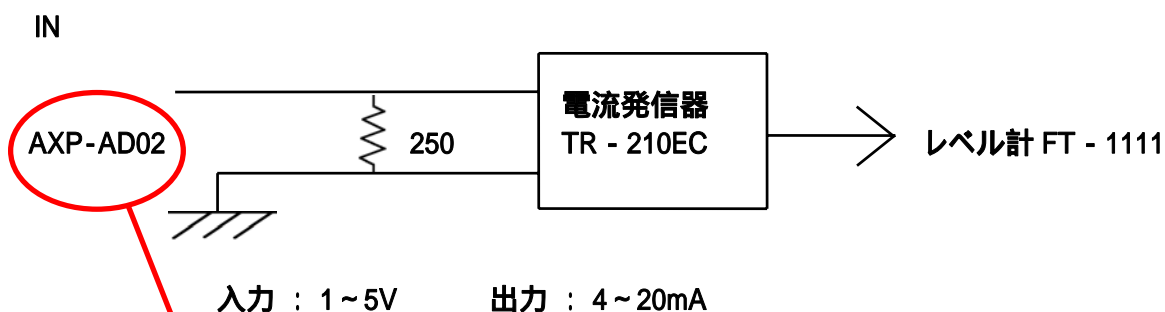 IN
電流発信器
AXP-AD02
250
TR - 210EC
レベル計 FT - 1111
入力 : 1~5V
出力 : 4~20mA